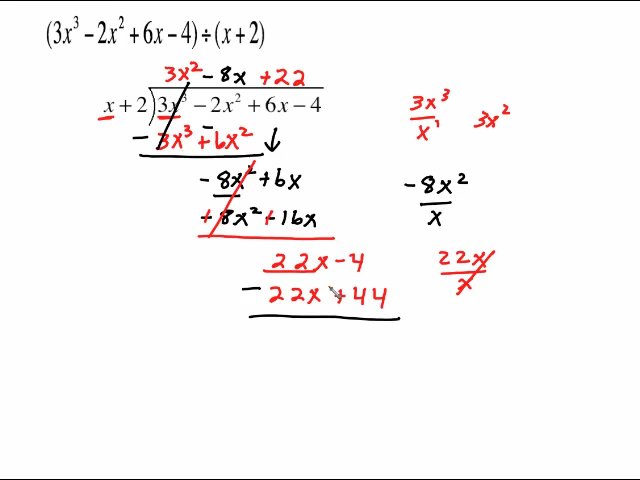 (3x³ − 2x² + 6x − 4) ÷ (x + 2)
3x² − 8x + 22
x + 2 ) 3x³ − 2x² + 6x − 4
− 3x³ + 6x² ↓
− 8x² + 6x
− 8x² − 16x
22x − 4
− 22x + 44
3x³ / x¹ 3x²
− 8x² / x
22x / x